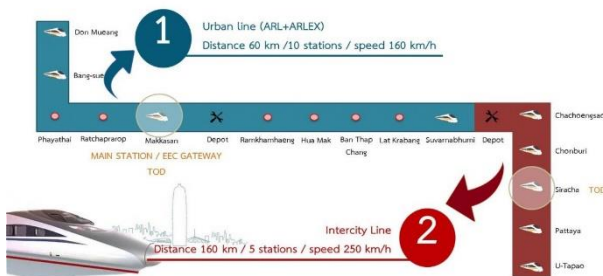 1
Urban line (ARL+ARLEX)
Distance 60 km /10 stations / speed 160 km/h
Don Mueang
Bang-sue
Phayathai
Ratchaprarop
Makkasan
Depot
Ramkhamhaeng
Hua Mak
Ban Thap
Chang
Lat Krabang
Suvarnabhumi
Depot
MAIN STATION / EEC GATEWAY
TOD
Chachoengsao
Chonburi
Siracha TOD
Pattaya
U-Tapao
2
Intercity Line
Distance 160 km / 5 stations / speed 250 km/h